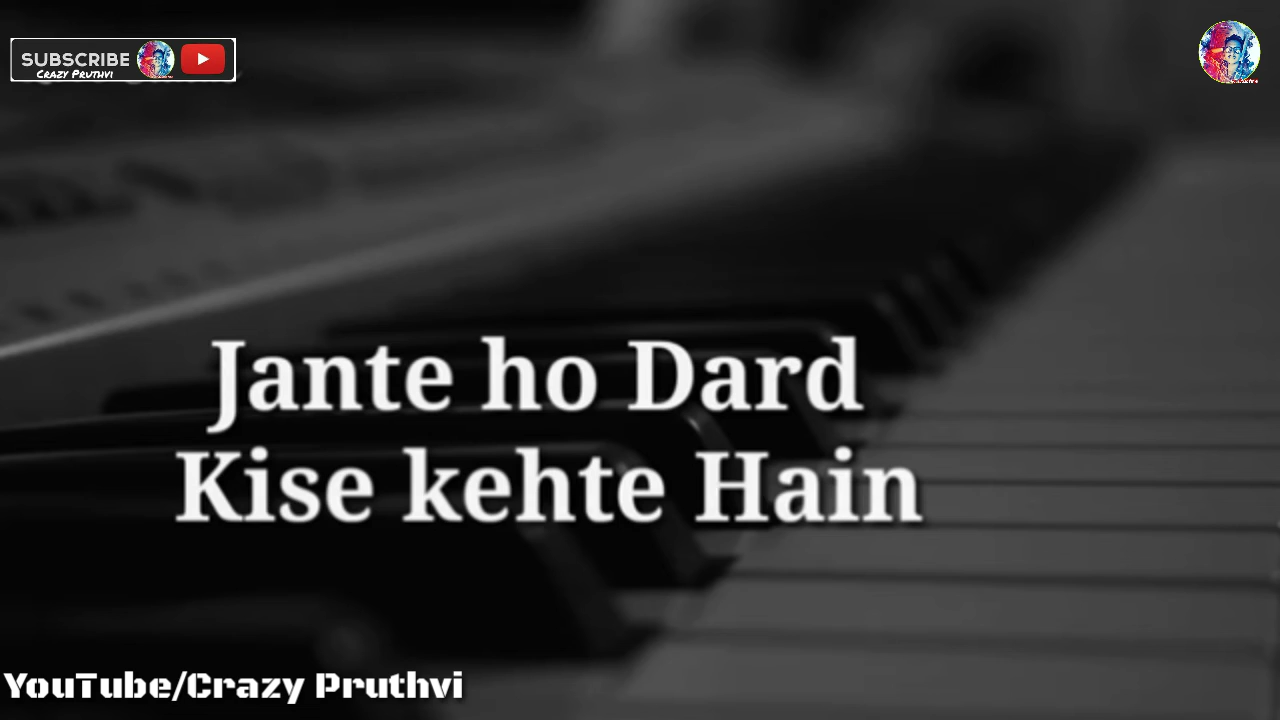 SUBSCRIBE
Crazy Pruthvi
Jante ho Dard
Kise kehte Hain
YouTube/Crazy Pruthvi